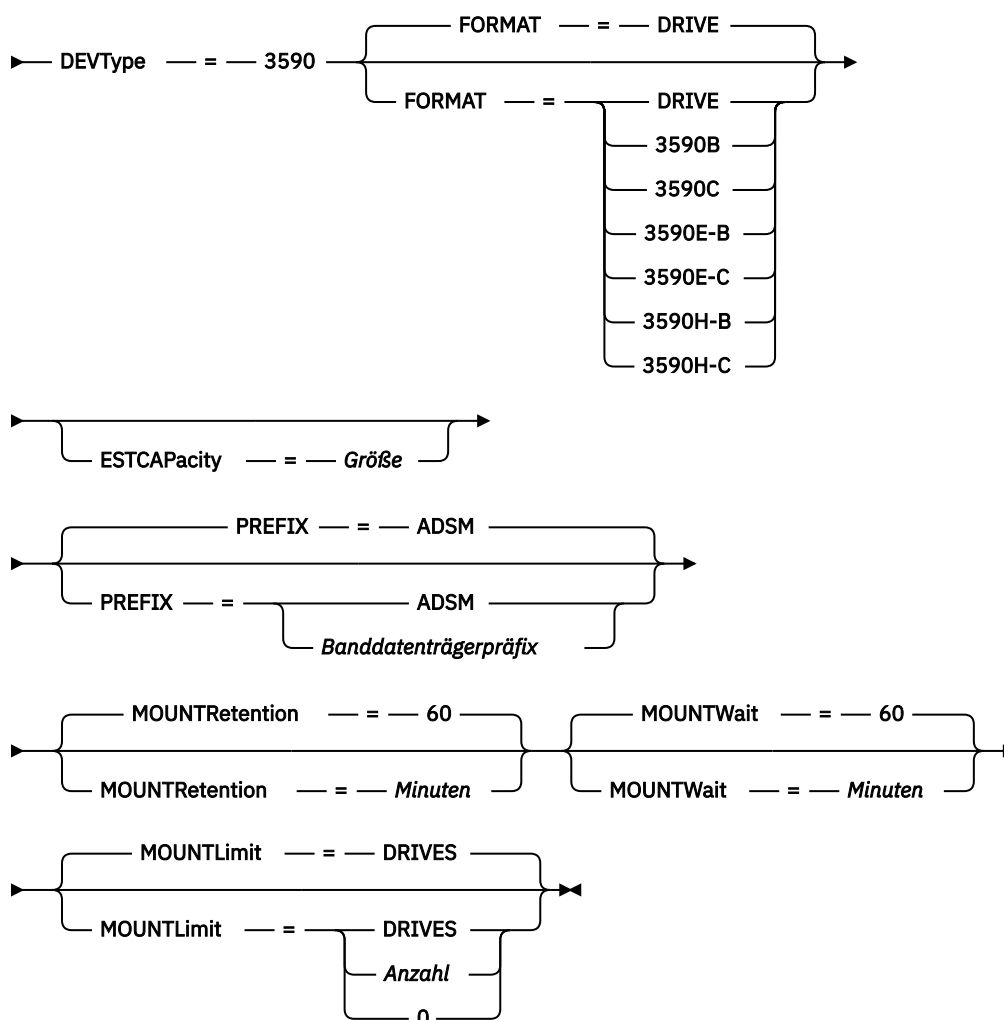 FORMAT = DRIVE
DEVType = 3590
FORMAT = DRIVE
3590B
3590C
3590E-B
3590E-C
3590H-B
3590H-C
ESTCAPacity = Größe
PREFIX = ADSM
PREFIX = ADSM
Banddatenträgerpräfix
MOUNTRetention = 60 MOUNTWait = 60
MOUNTRetention = Minuten MOUNTWait = Minuten
MOUNTLimit = DRIVES
MOUNTLimit = DRIVES
Anzahl
0